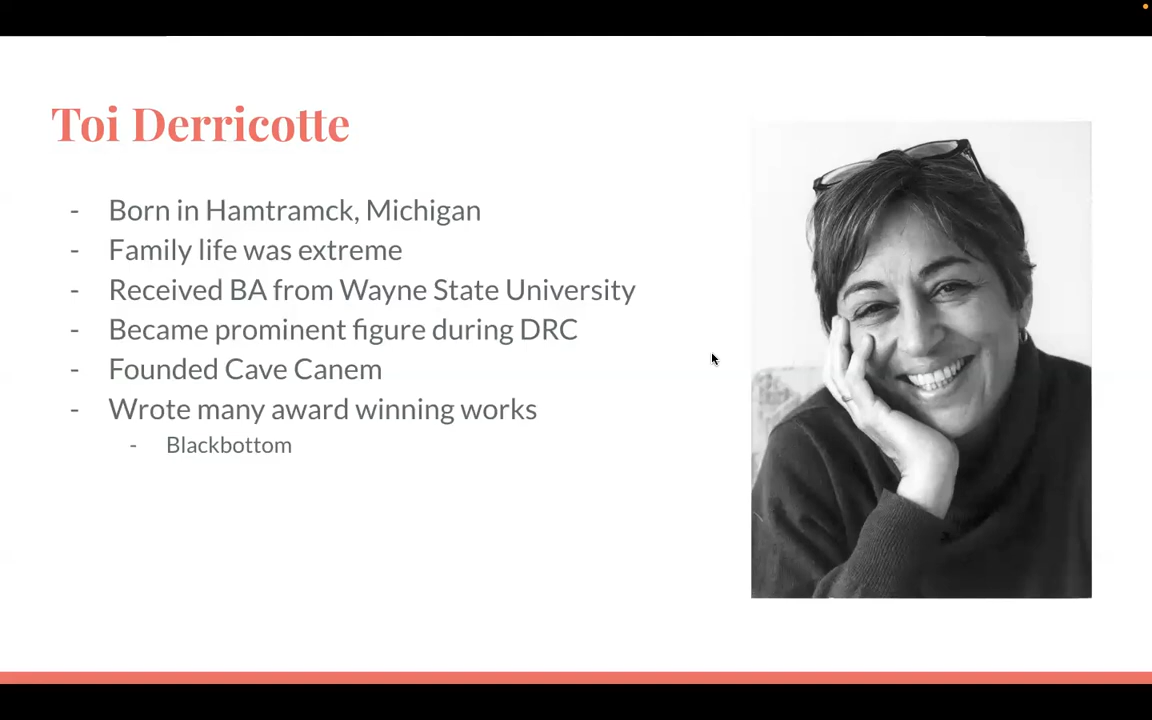 Toi Derricotte
- Born in Hamtramck, Michigan
- Family life was extreme
- Received BA from Wayne State University
- Became prominent figure during DRC
- Founded Cave Canem
- Wrote many award winning works
- Blackbottom